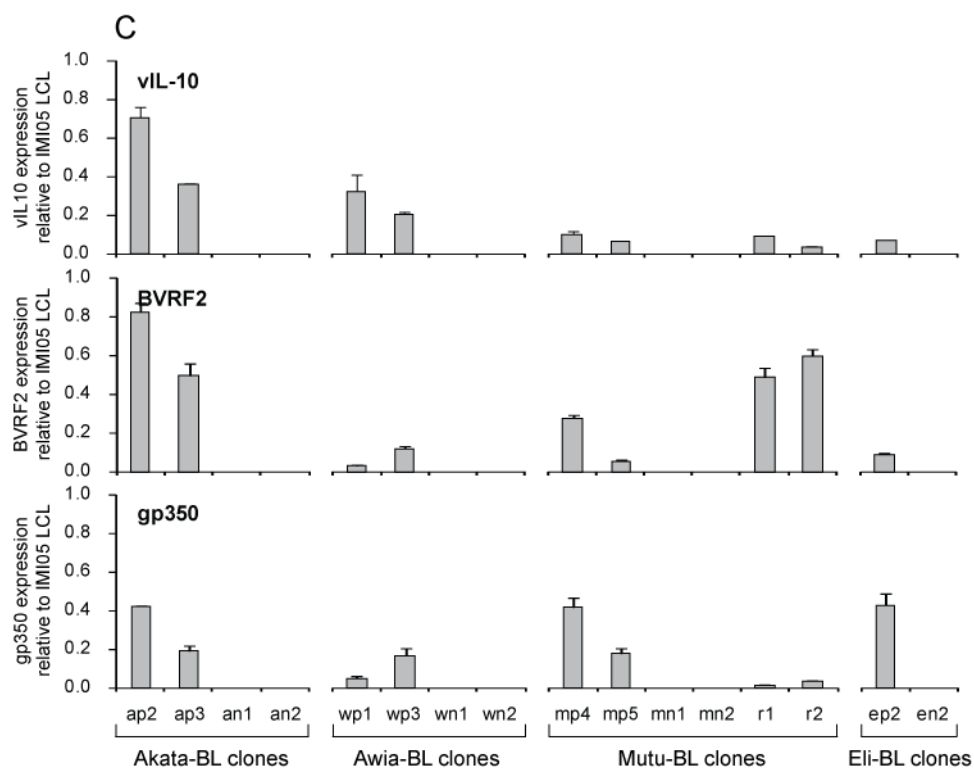 C
vIL-10
vIL10 expression
relative to IMI05 LCL
1.0
0.8
0.6
0.4
0.2
0.0
BVRF2
BVRF2 expression
relative to IMI05 LCL
1.0
0.8
0.6
0.4
0.2
0.0
gp350
gp350 expression
relative to IMI05 LCL
1.0
0.8
0.6
0.4
0.2
0.0
ap2 ap3 an1 an2 wp1 wp3 wn1 wn2 mp4 mp5 mn1 mn2 r1 r2 ep2 en2
Akata-BL clones Awia-BL clones Mutu-BL clones Eli-BL clones